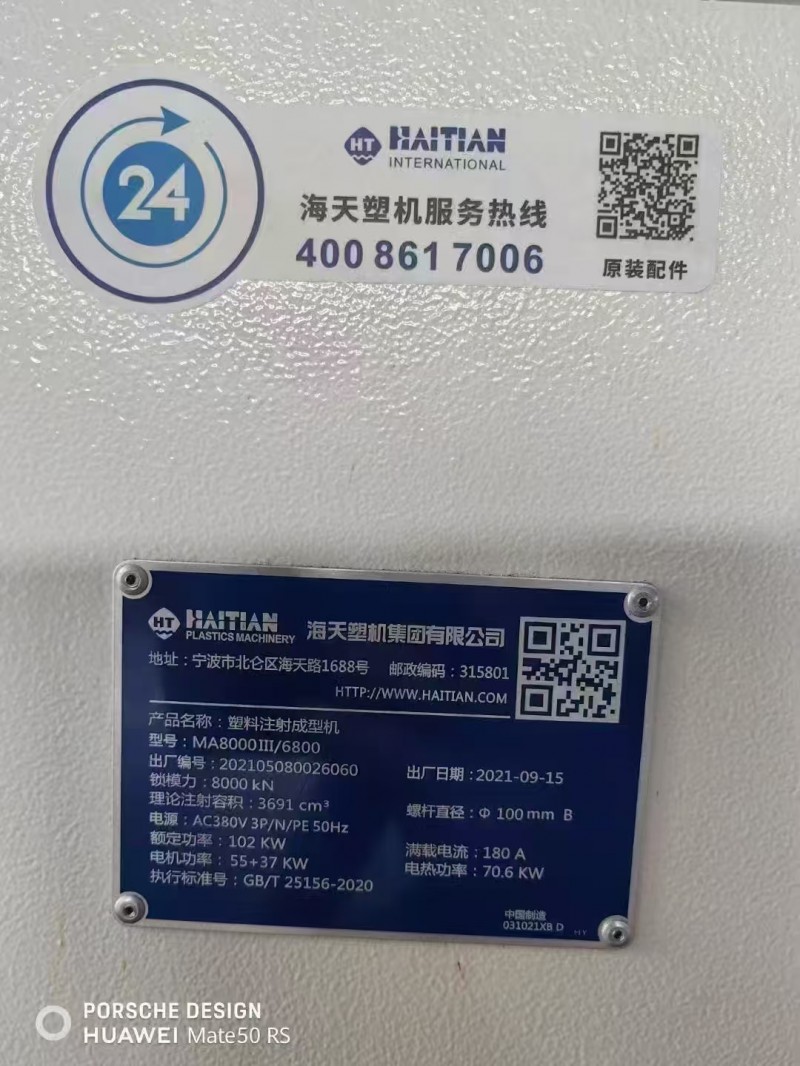 24
HT HAITIAN
INTERNATIONAL
海天塑机服务热线
400 861 7006
原装配件
HT HAITIAN
PLASTICS MACHINERY
海天塑机集团有限公司
地址：宁波市北仑区海天路1688号 邮政编码：315801
HTTP://WWW.HAITIAN.COM
产品名称：塑料注射成型机
型号：MA8000III/6800
出厂编号：202105080026060 出厂日期：2021-09-15
锁模力：8000 kN
理论注射容积：3691 cm³ 螺杆直径：Φ 100 mm B
电源：AC380V 3P/N/PE 50Hz
额定功率：102 KW 满载电流：180 A
电机功率：55+37 KW 电热功率：70.6 KW
执行标准号：GB/T 25156-2020
中国制造
031021XB D HY
PORSCHE DESIGN
HUAWEI Mate50 RS